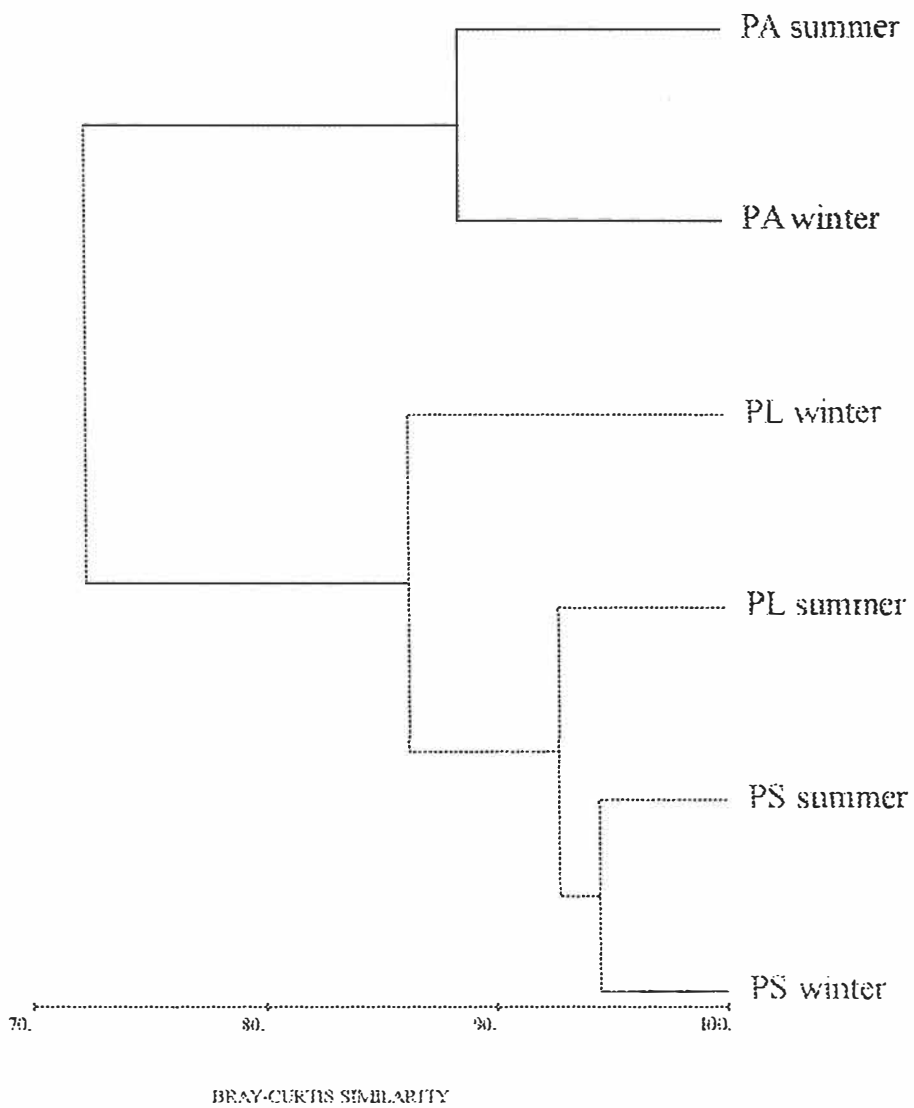 PA summer
PA winter
PL winter
PL summer
PS summer
PS winter
70. 80. 90. 100.
BRAY-CURTIS SIMILARITY